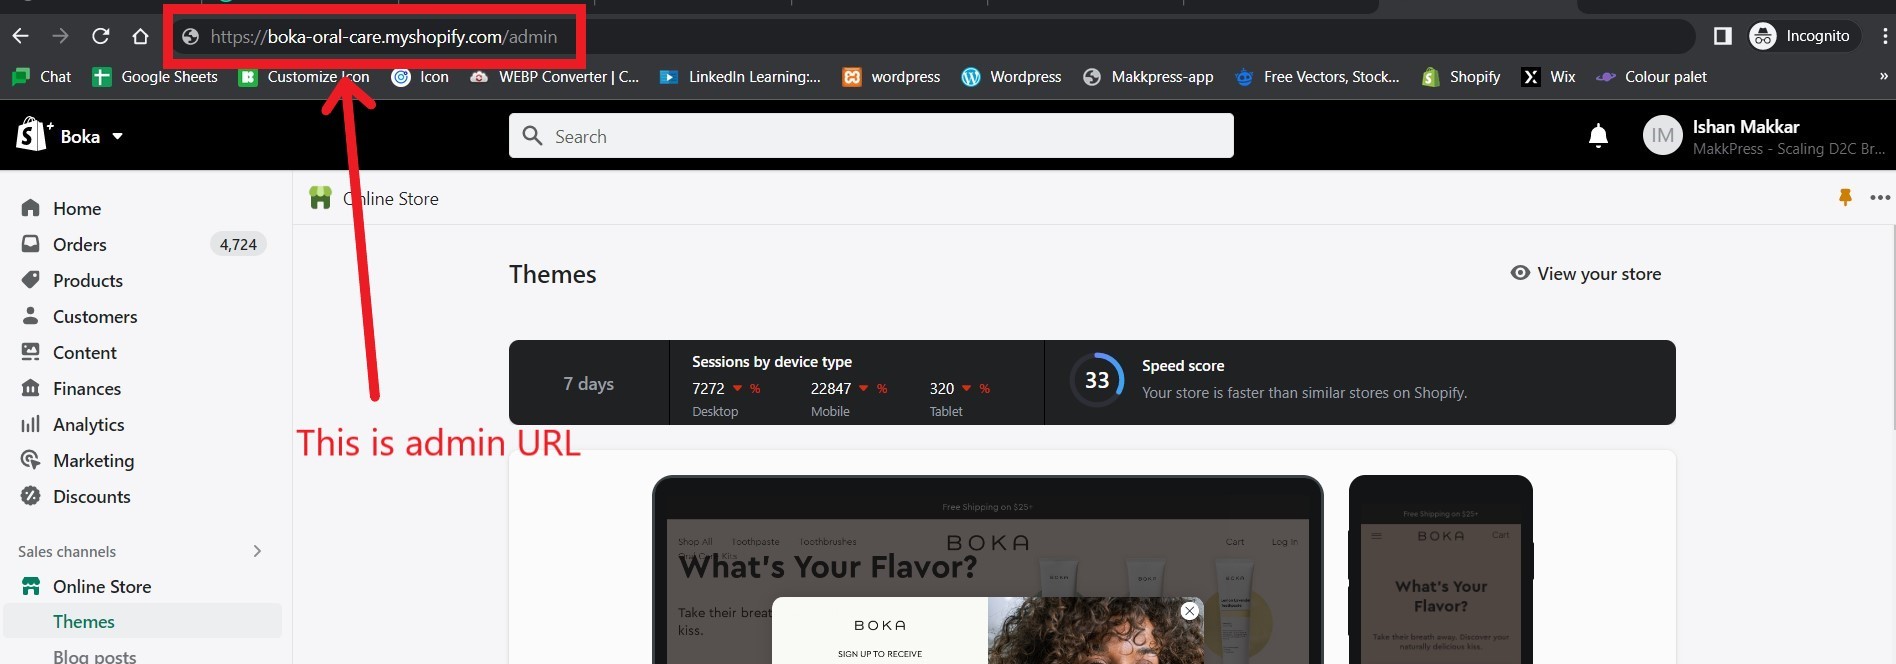 https://boka-oral-care.myshopify.com/admin
Incognito
Chat
Google Sheets
Customize Icon
Icon
WEBP Converter | C...
LinkedIn Learning:...
wordpress
Wordpress
Makkpress-app
Free Vectors, Stock...
Shopify
Wix
Colour palet
»
Boka
Search
IM
Ishan Makkar
MakkPress - Scaling D2C Br...
Home
Orders
4,724
Products
Customers
Content
Finances
Analytics
Marketing
Discounts
Sales channels
Online Store
Themes
Blog posts
Online Store
Themes
View your store
7 days
Sessions by device type
7272 %
Desktop
22847 %
Mobile
320 %
Tablet
33
Speed score
Your store is faster than similar stores on Shopify.
This is admin URL
Free Shipping on $25+
Shop All Toothpaste Toothbrushes
Oral Care Kits
BOKA
Cart Log In
What's Your Flavor?
Take their breat
kiss.
BOKA
SIGN UP TO RECEIVE
Free Shipping on $25+
BOKA
Cart
What's Your
Flavor?
Take their breath away. Discover your
naturally delicious kiss.